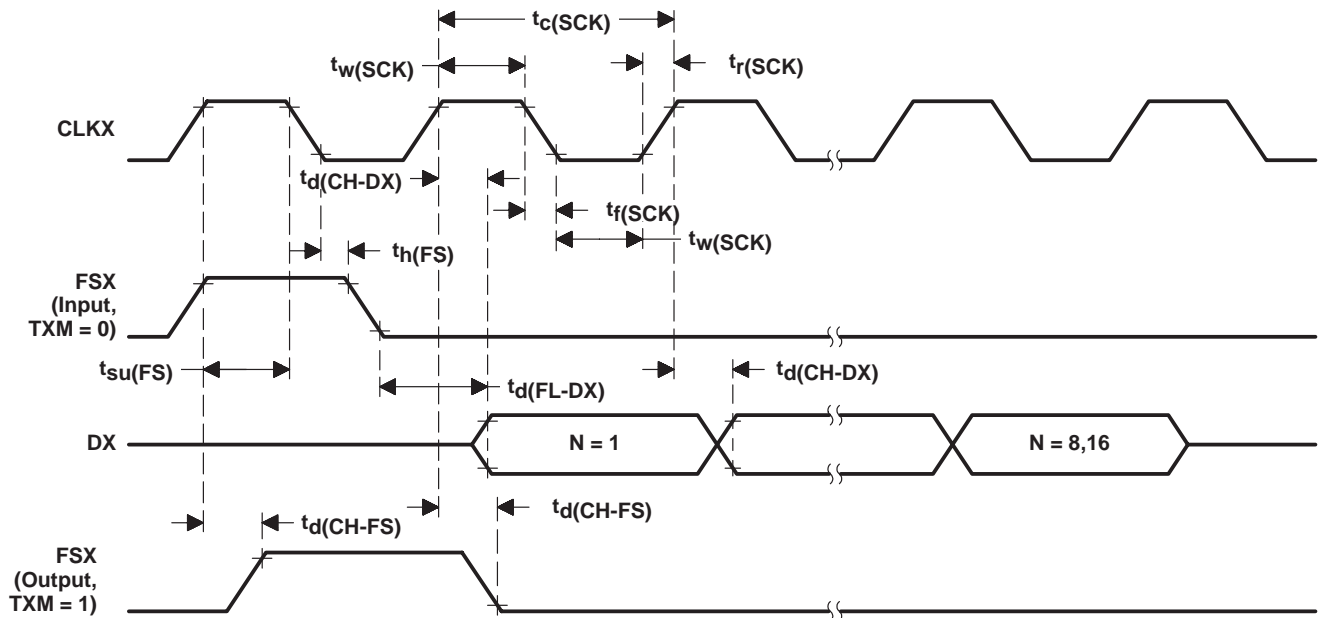 tc(SCK)
tw(SCK)
tr(SCK)
CLKX
td(CH-DX)
tf(SCK)
tw(SCK)
th(FS)
FSX
(Input,
TXM = 0)
tsu(FS)
td(CH-DX)
td(FL-DX)
DX
N = 1
N = 8,16
td(CH-FS)
td(CH-FS)
FSX
(Output,
TXM = 1)